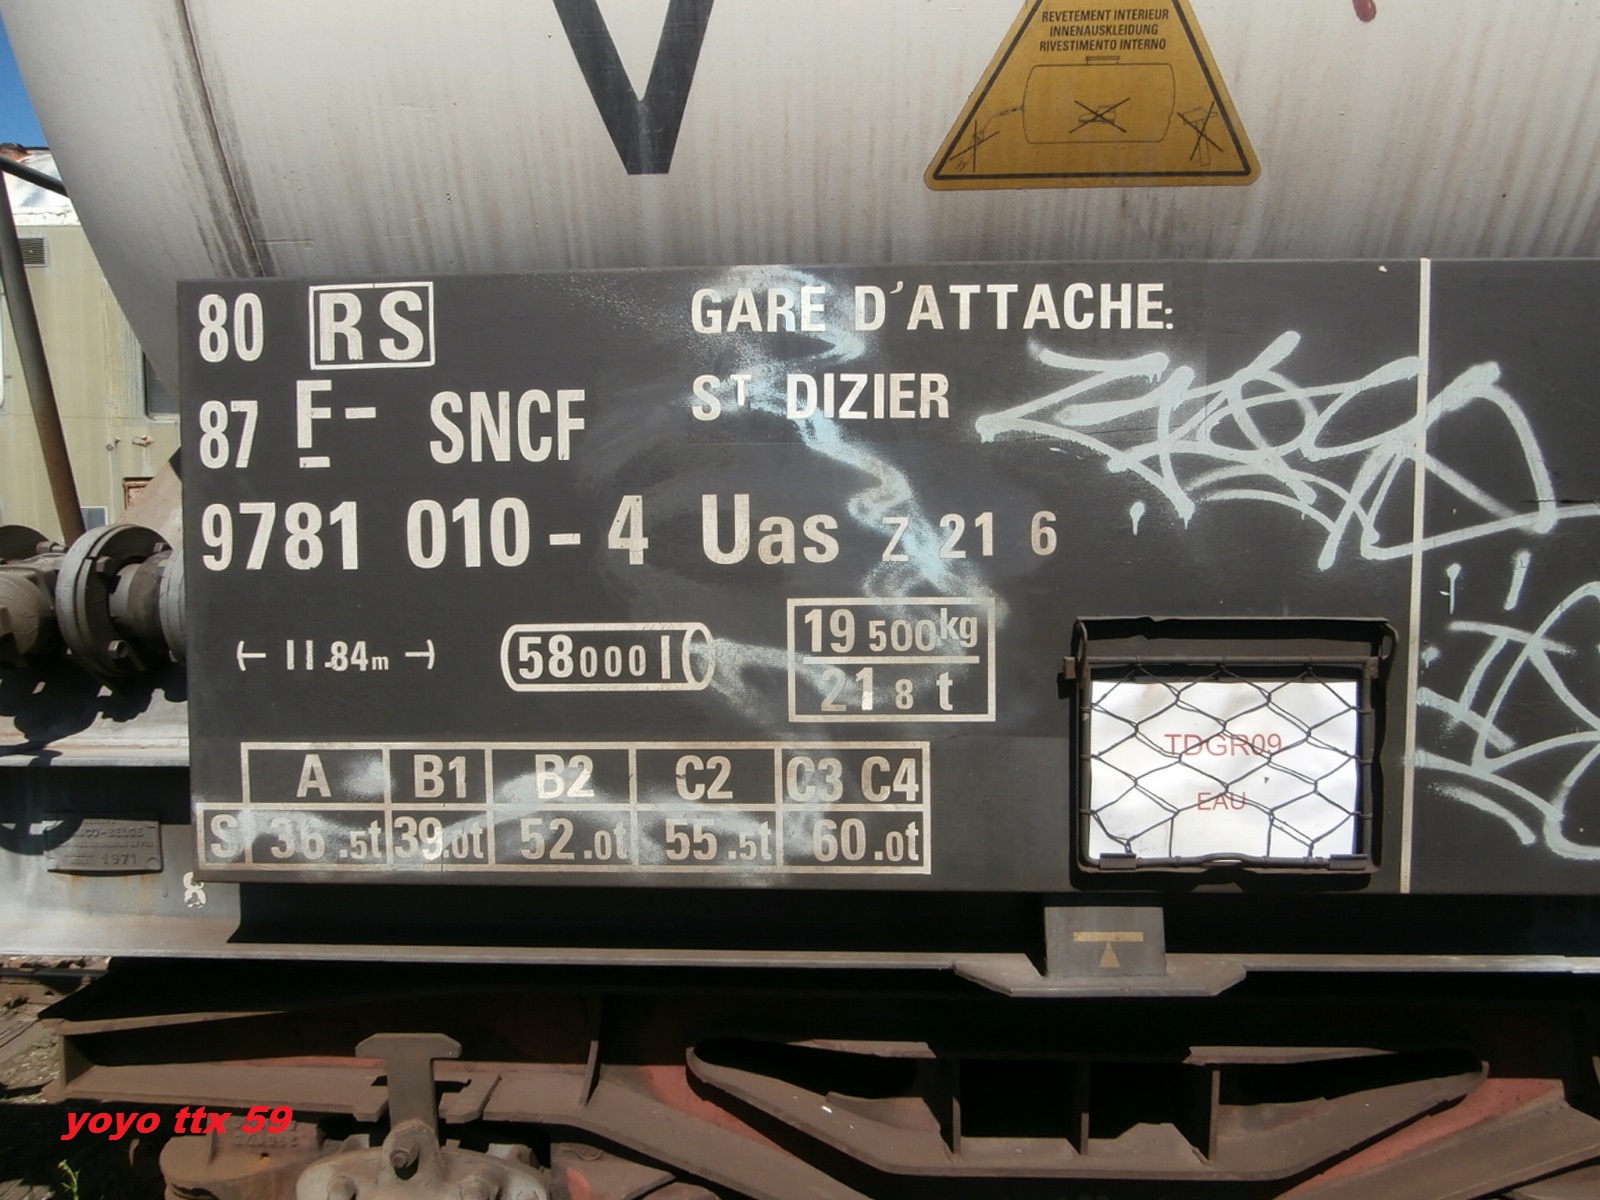 V
REVETEMENT INTERIEUR
INNENAUSKLEIDUNG
RIVESTIMENTO INTERNO
80 RS
GARE D'ATTACHE:
87 F- SNCF
ST DIZIER
9781 010-4 Uas Z 21 6
11.84m
58000 l
19 500kg
21 8 t
A B1 B2 C2 C3 C4
S 36.5t 39.0t 52.0t 55.5t 60.0t
TDGR09
EAU
1971
yoyo ttx 59